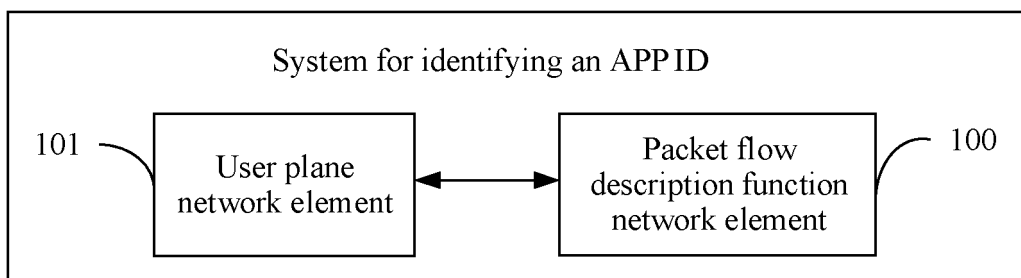 System for identifying an APP ID
101
User plane
network element
Packet flow
description function
network element
100